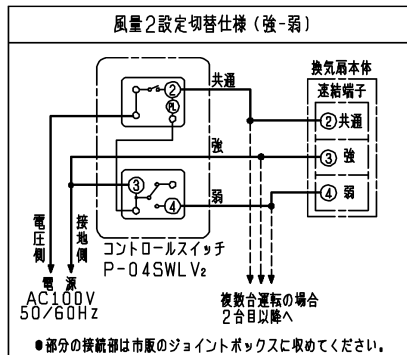 風量2設定切替仕様(強-弱)
換気扇本体
速結端子
共通
②
PL
②共通
強
③
③ 強
弱
④
④ 弱
電圧側
接地側
コントロールスイッチ
P-04SWLV2
電源
AC100V
50/60Hz
複数台運転の場合
2台目以降へ
●部分の接続部は市販のジョイントボックスに収めてください。